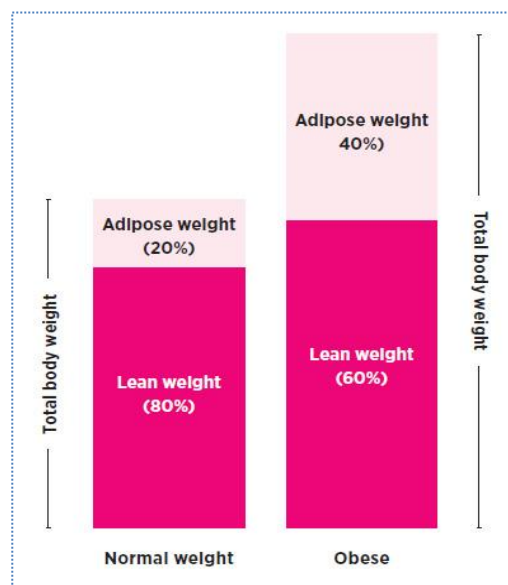 Adipose weight
40%)
Adipose weight
(20%)
Total body weight
Total body weight
Lean weight
(60%)
Lean weight
(80%)
Normal weight
Obese